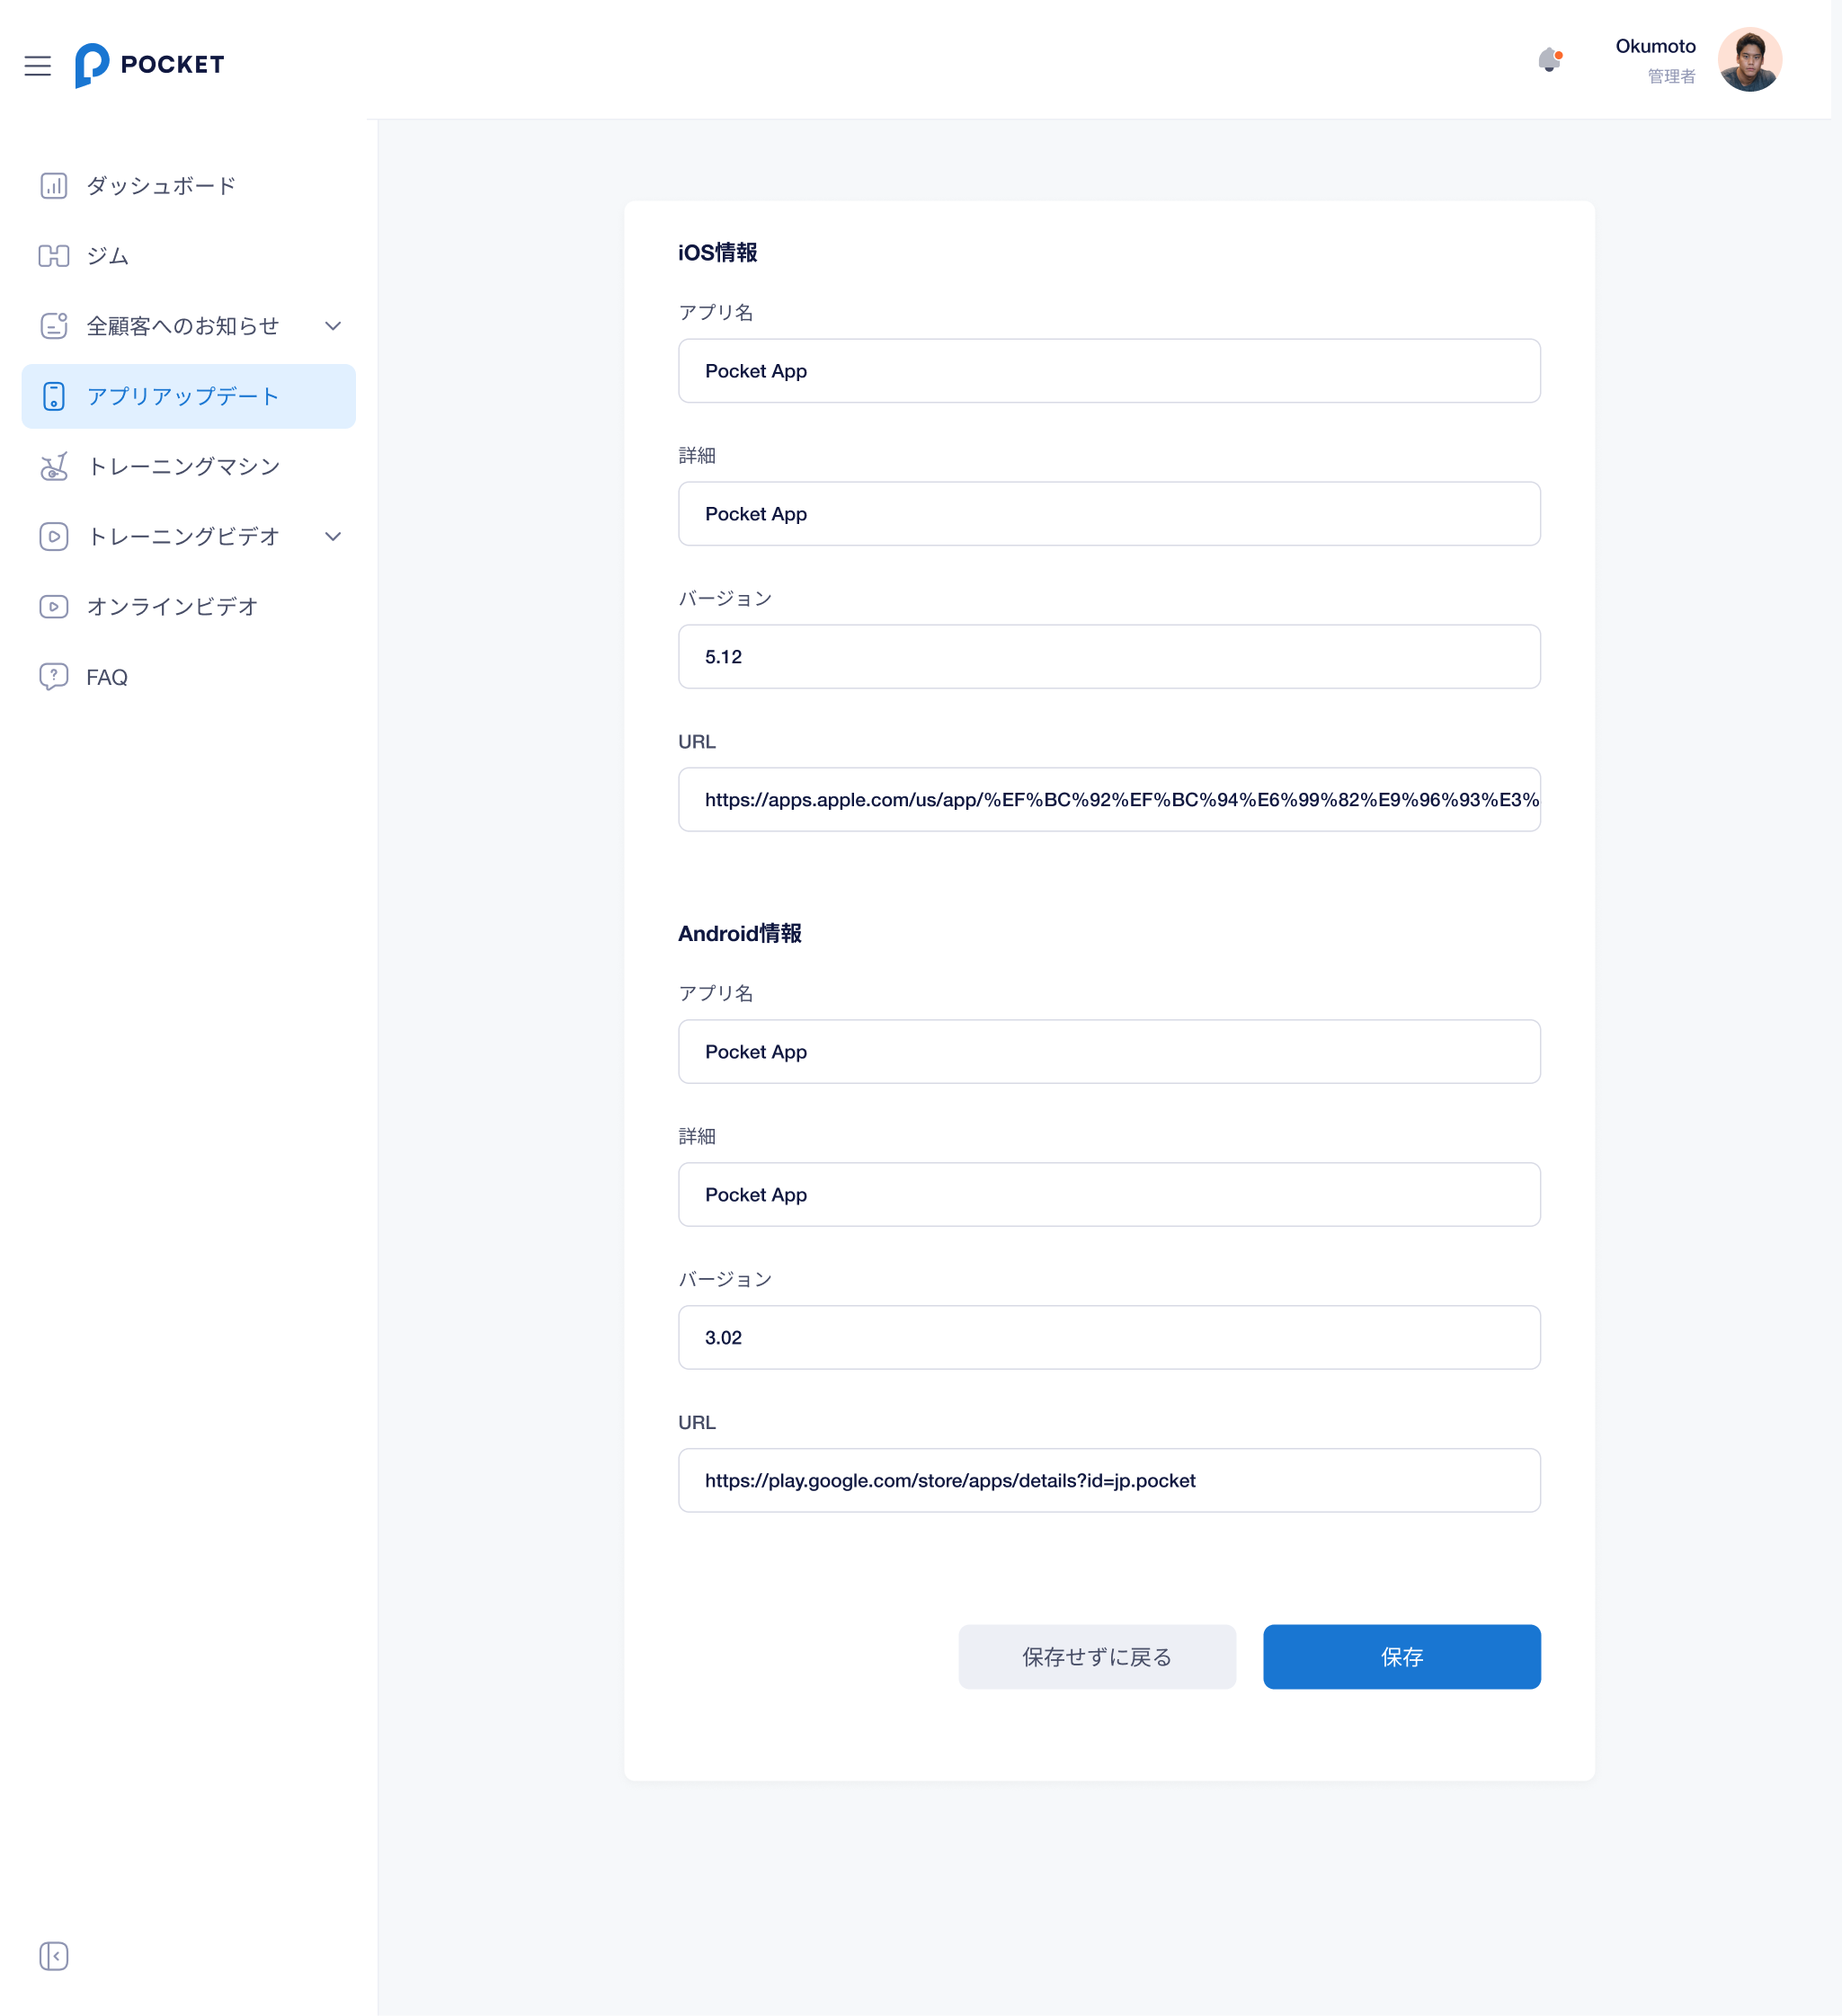 POCKET
Okumoto
管理者
ダッシュボード
ジム
全顧客へのお知らせ
アプリアップデート
トレーニングマシン
トレーニングビデオ
オンラインビデオ
FAQ
iOS情報
アプリ名
Pocket App
詳細
Pocket App
バージョン
5.12
URL
https://apps.apple.com/us/app/%EF%BC%92%EF%BC%94%E6%99%82%E9%96%93%E3%
Android情報
アプリ名
Pocket App
詳細
Pocket App
バージョン
3.02
URL
https://play.google.com/store/apps/details?id=jp.pocket
保存せずに戻る
保存